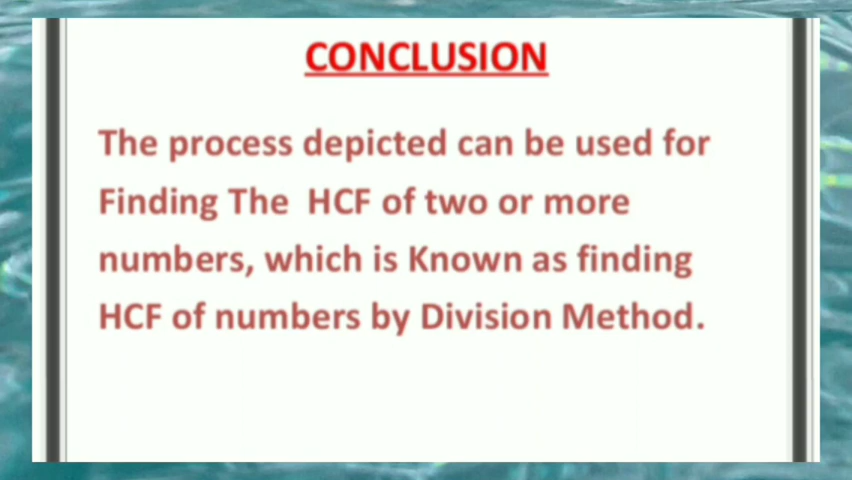 CONCLUSION
The process depicted can be used for
Finding The HCF of two or more
numbers, which is Known as finding
HCF of numbers by Division Method.